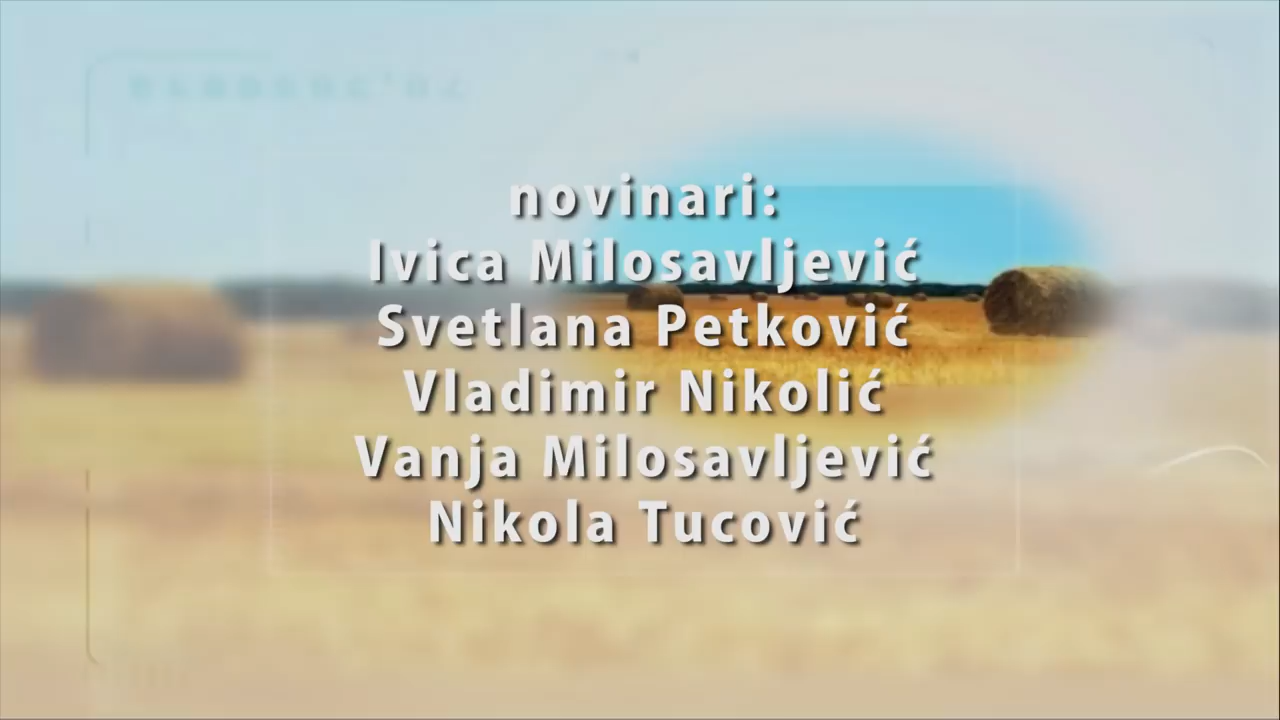 novinari:
Ivica Milosavljević
Svetlana Petković
Vladimir Nikolić
Vanja Milosavljević
Nikola Tucović